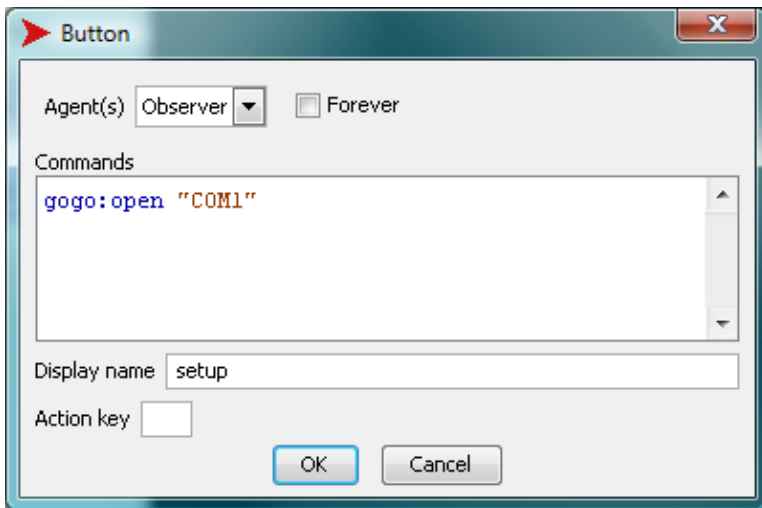 Button
Agent(s) Observer Forever
Commands
gogo:open "COM1"
Display name setup
Action key
OK Cancel